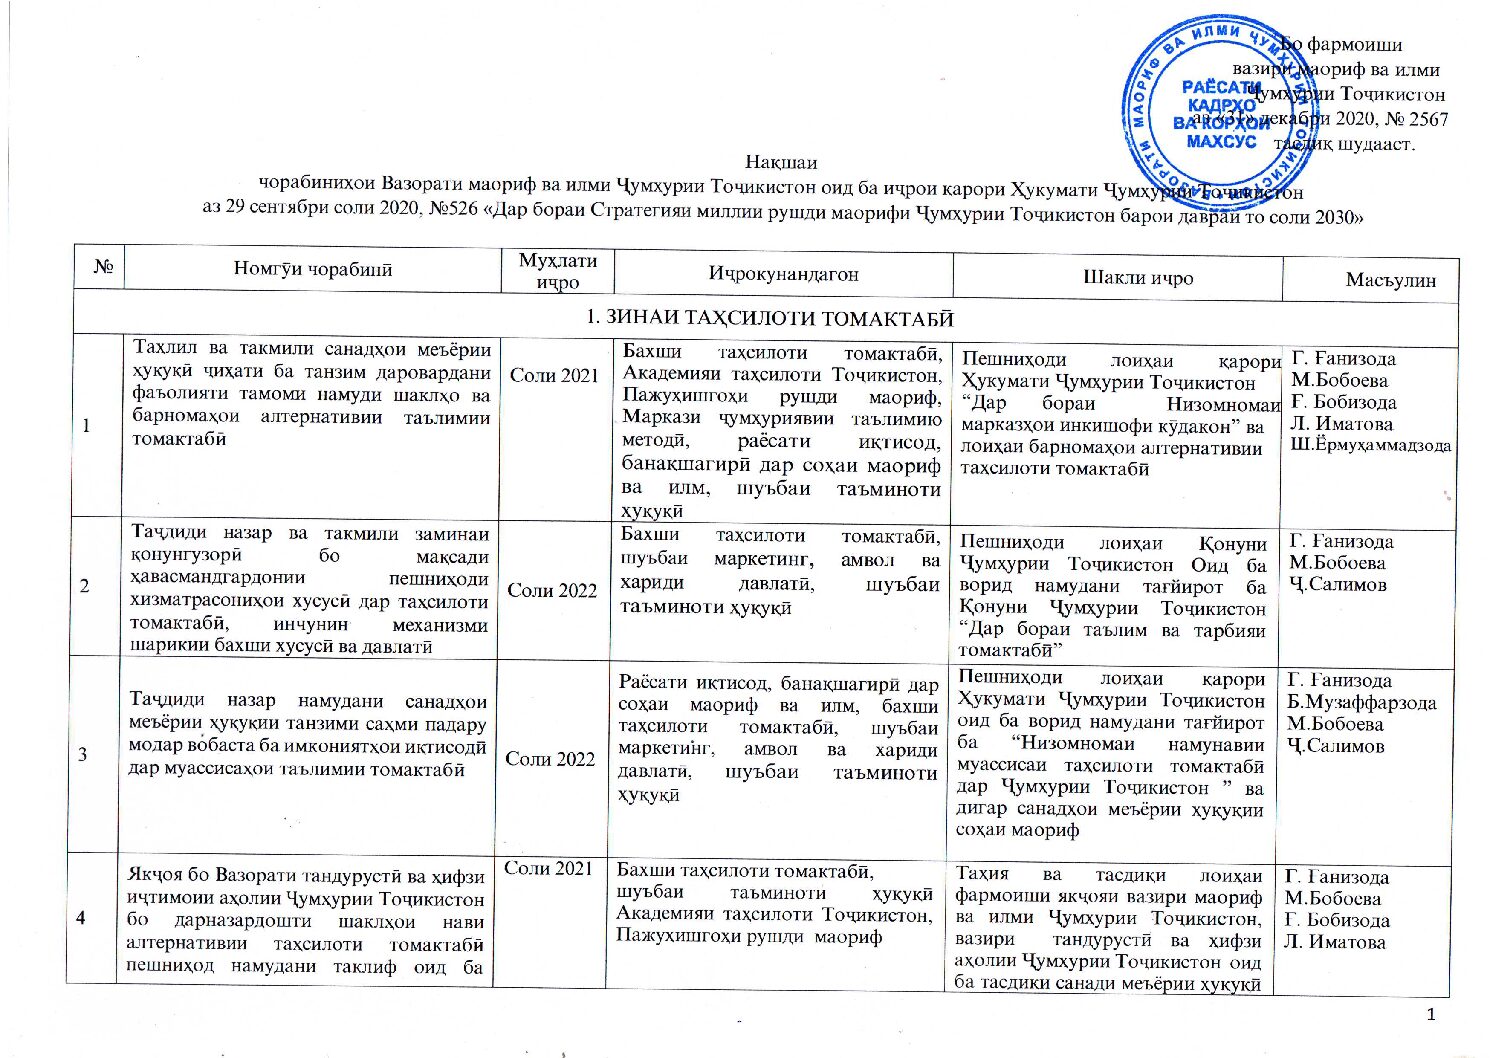 Бо фармоиши
вазири маориф ва илми
Ҷумҳурии Тоҷикистон
аз «31» декабри 2020, № 2567
тасдиқ шудааст.
ВАЗОРАТИ МАОРИФ ВА ИЛМИ ҶУМҲУРИИ ТОҶИКИСТОН
РАЁСАТИ
КАДРҲО
ВА КОРҲОИ
МАХСУС
Нақшаи
чорабиниҳои Вазорати маориф ва илми Ҷумҳурии Тоҷикистон оид ба иҷрои қарори Ҳукумати Ҷумҳурии Тоҷикистон
аз 29 сентябри соли 2020, №526 «Дар бораи Стратегияи миллии рушди маорифи Ҷумҳурии Тоҷикистон барои давраи то соли 2030»
№
Номгӯи чорабинӣ
Муҳлати
иҷро
Иҷрокунандагон
Шакли ичро
Масъулин
1. ЗИНАИ ТАҲСИЛОТИ ТОМАКТАБӢ
1
Таҳлил ва такмили санадҳои меъёрии
ҳуқуқӣ ҷиҳати ба танзим даровардани
фаъолияти тамоми намуди шаклҳо ва
барномаҳои алтернативии таълимии
томактабӣ
Соли 2021
Бахши таҳсилоти томактабӣ,
Академияи таҳсилоти Тоҷикистон,
Пажуҳишгоҳи рушди маориф,
Маркази ҷумҳуриявии таълимию
методӣ, раёсати иқтисод,
банақшагирӣ дар соҳаи маориф
ва илм, шуъбаи таъминоти
ҳуқуқӣ
Пешниҳоди лоиҳаи қарори
Ҳукумати Ҷумҳурии Тоҷикистон
“Дар бораи Низомномаи
марказҳои инкишофи кӯдакон” ва
лоиҳаи барномаҳои алтернативии
таҳсилоти томактабӣ
Г. Ғанизода
М.Бобоева
Ғ. Бобизода
Л. Иматова
Ш.Ёрмуҳаммадзода
2
Таҷдиди назар ва такмили заминаи
қонунгузорӣ бо мақсади
ҳавасмандгардонии пешниҳоди
хизматрасониҳои хусусӣ дар таҳсилоти
томактабӣ, инчунин механизми
шарикии бахши хусусӣ ва давлатӣ
Соли 2022
Бахши таҳсилоти томактабӣ,
шуъбаи маркетинг, амвол ва
хариди давлатӣ, шуъбаи
таъминоти ҳуқуқӣ
Пешниҳоди лоиҳаи Қонуни
Ҷумҳурии Тоҷикистон Оид ба
ворид намудани тағйирот ба
Қонуни Ҷумҳурии Тоҷикистон
“Дар бораи таълим ва тарбияи
томактабӣ”
Г. Ғанизода
М.Бобоева
Ҷ.Салимов
3
Таҷдиди назар намудани санадҳои
меъёрии ҳуқуқии танзими саҳми падару
модар вобаста ба имкониятҳои иқтисодӣ
дар муассисаҳои таълимии томактабӣ
Соли 2022
Раёсати иқтисод, банақшагирӣ дар
соҳаи маориф ва илм, бахши
таҳсилоти томактабӣ, шуъбаи
маркетинг, амвол ва хариди
давлатӣ, шуъбаи таъминоти
ҳуқуқӣ
Пешниҳоди лоиҳаи қарори
Ҳукумати Ҷумҳурии Тоҷикистон
оид ба ворид намудани тағйирот
ба “Низомномаи намунавии
муассисаи таҳсилоти томактабӣ
дар Ҷумҳурии Тоҷикистон ” ва
дигар санадҳои меъёрии ҳуқуқии
соҳаи маориф
Г. Ғанизода
Б.Музаффарзода
М.Бобоева
Ҷ.Салимов
4
Якҷоя бо Вазорати тандурустӣ ва ҳифзи
иҷтимоии аҳолии Ҷумҳурии Тоҷикистон
бо дарназардошти шаклҳои нави
алтернативии таҳсилоти томактабӣ
пешниҳод намудани таклиф оид ба
Соли 2021
Бахши таҳсилоти томактабӣ,
шуъбаи таъминоти ҳуқуқӣ
Академияи таҳсилоти Тоҷикистон,
Пажуҳишгоҳи рушди маориф
Таҳия ва тасдиқи лоиҳаи
фармоиши якҷояи вазири маориф
ва илми Ҷумҳурии Тоҷикистон,
вазири тандурустӣ ва ҳифзи
аҳолии Ҷумҳурии Тоҷикистон оид
ба тасдиқи санади меъёрии ҳуқуқӣ
Г. Ғанизода
М.Бобоева
Ғ. Бобизода
Л. Иматова
1